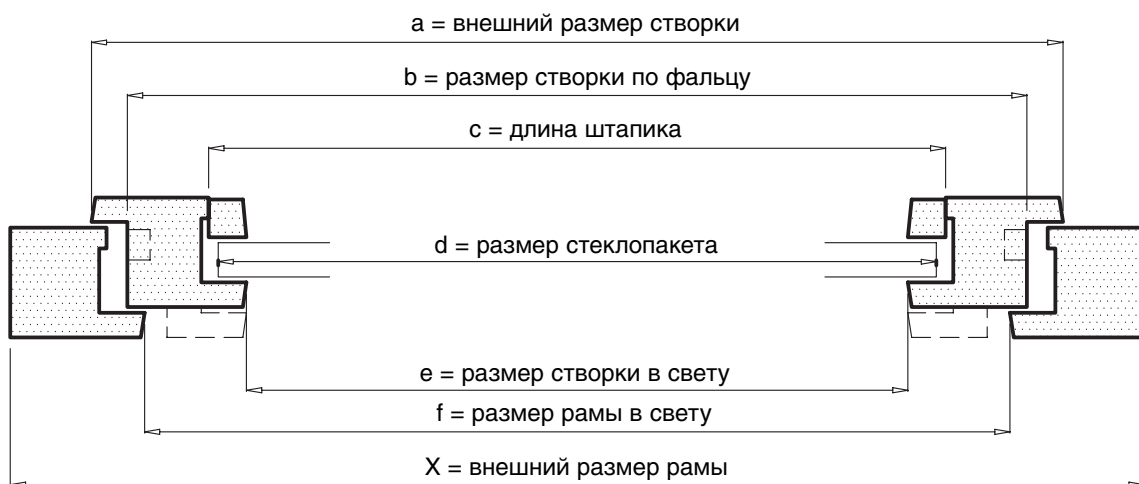 a = внешний размер створки
b = размер створки по фальцу
c = длина штапика
d = размер стеклопакета
e = размер створки в свету
f = размер рамы в свету
X = внешний размер рамы